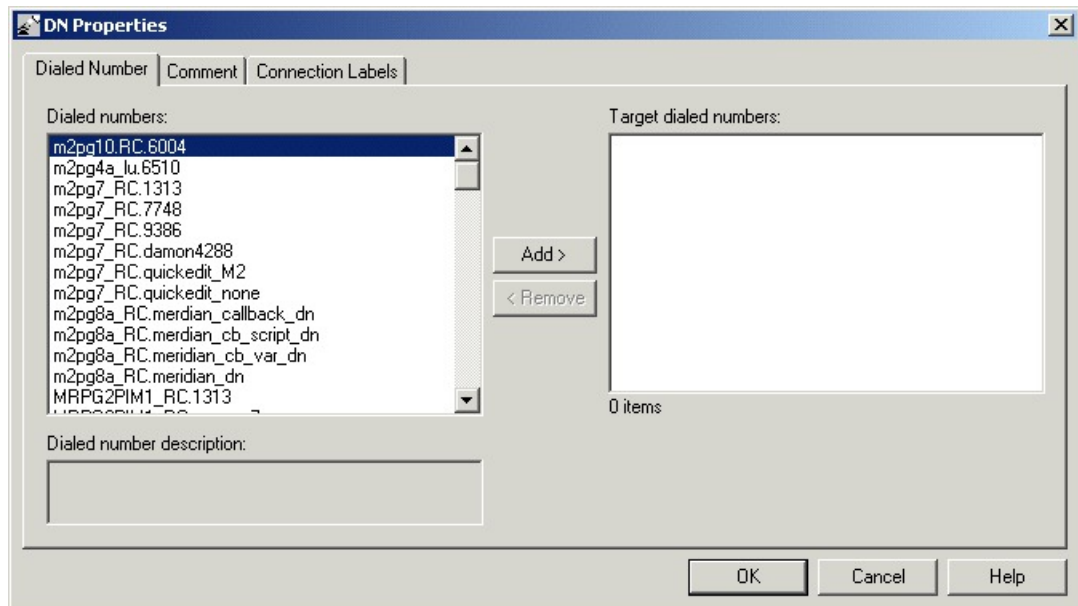 DN Properties
Dialed Number
Comment
Connection Labels
Dialed numbers:
m2pg10.RC.6004
m2pg4a_lu.6510
m2pg7_RC.1313
m2pg7_RC.7748
m2pg7_RC.9386
m2pg7_RC.damon4288
m2pg7_RC.quickedit_M2
m2pg7_RC.quickedit_none
m2pg8a_RC.merdian_callback_dn
m2pg8a_RC.meridian_cb_script_dn
m2pg8a_RC.meridian_cb_var_dn
m2pg8a_RC.meridian_dn
MRPG2PIM1_RC.1313
Dialed number description:
Add >
< Remove
Target dialed numbers:
0 items
OK
Cancel
Help